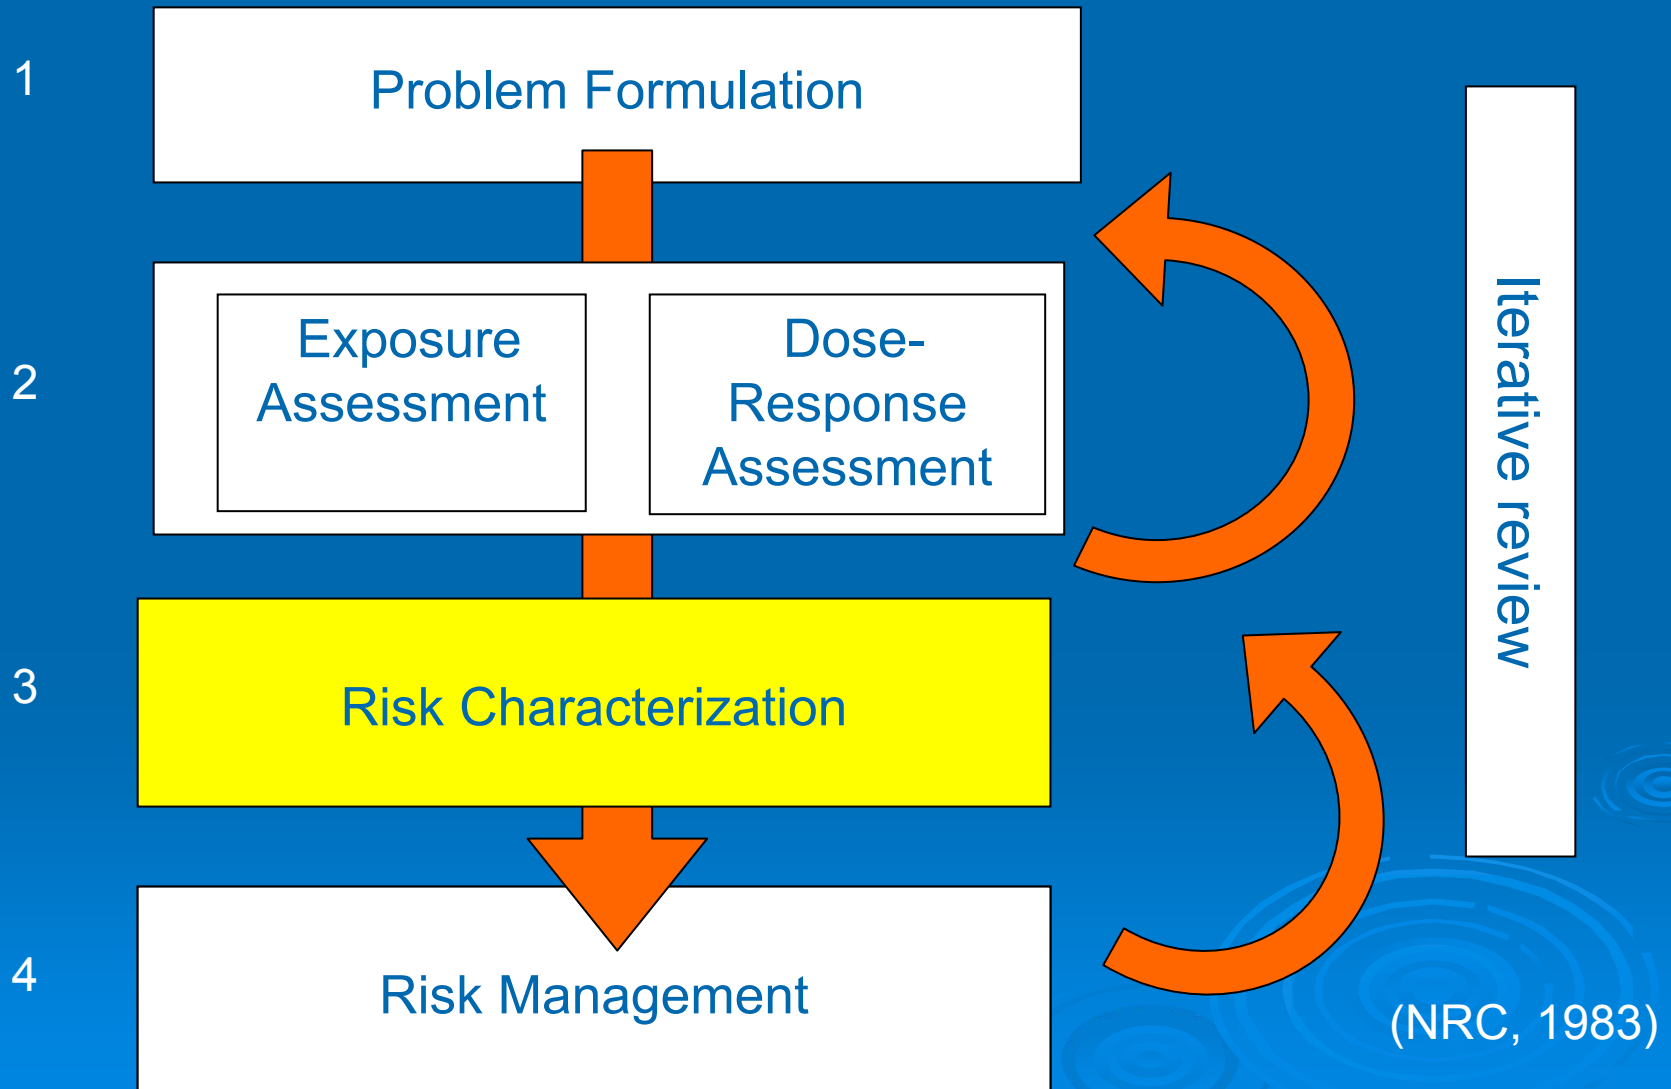 1
Problem Formulation
2
Exposure
Assessment
Dose-
Response
Assessment
3
Risk Characterization
4
Risk Management
Iterative review
(NRC, 1983)